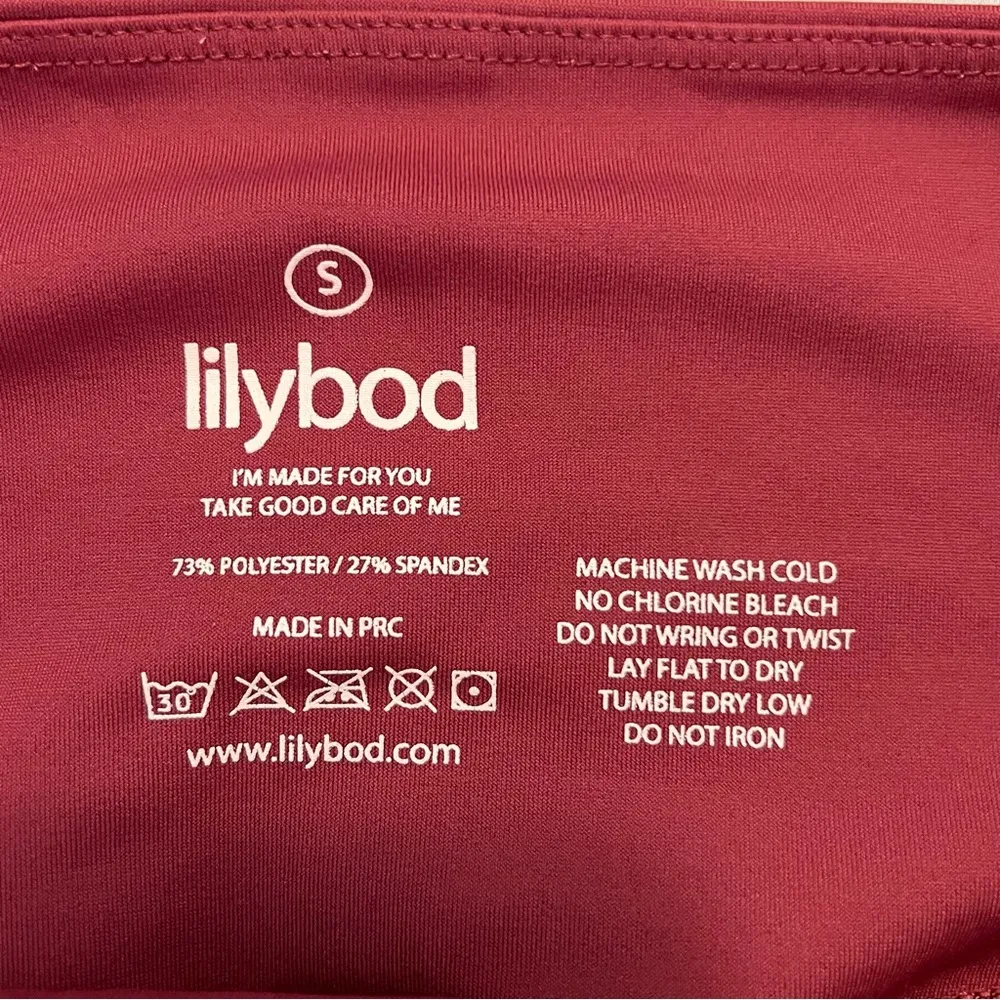 S
lilybod
I'M MADE FOR YOU
TAKE GOOD CARE OF ME
73% POLYESTER / 27% SPANDEX
MADE IN PRC
30°
www.lilybod.com
MACHINE WASH COLD
NO CHLORINE BLEACH
DO NOT WRING OR TWIST
LAY FLAT TO DRY
TUMBLE DRY LOW
DO NOT IRON